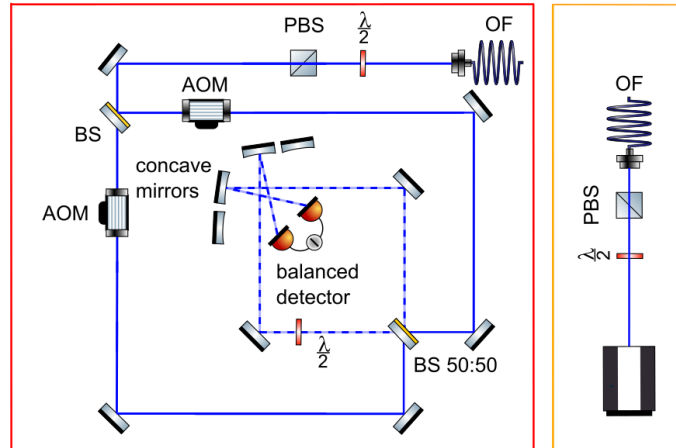 PBS
λ
2
OF
AOM
BS
concave
mirrors
AOM
balanced
detector
λ
2
BS 50:50
OF
PBS
λ
2